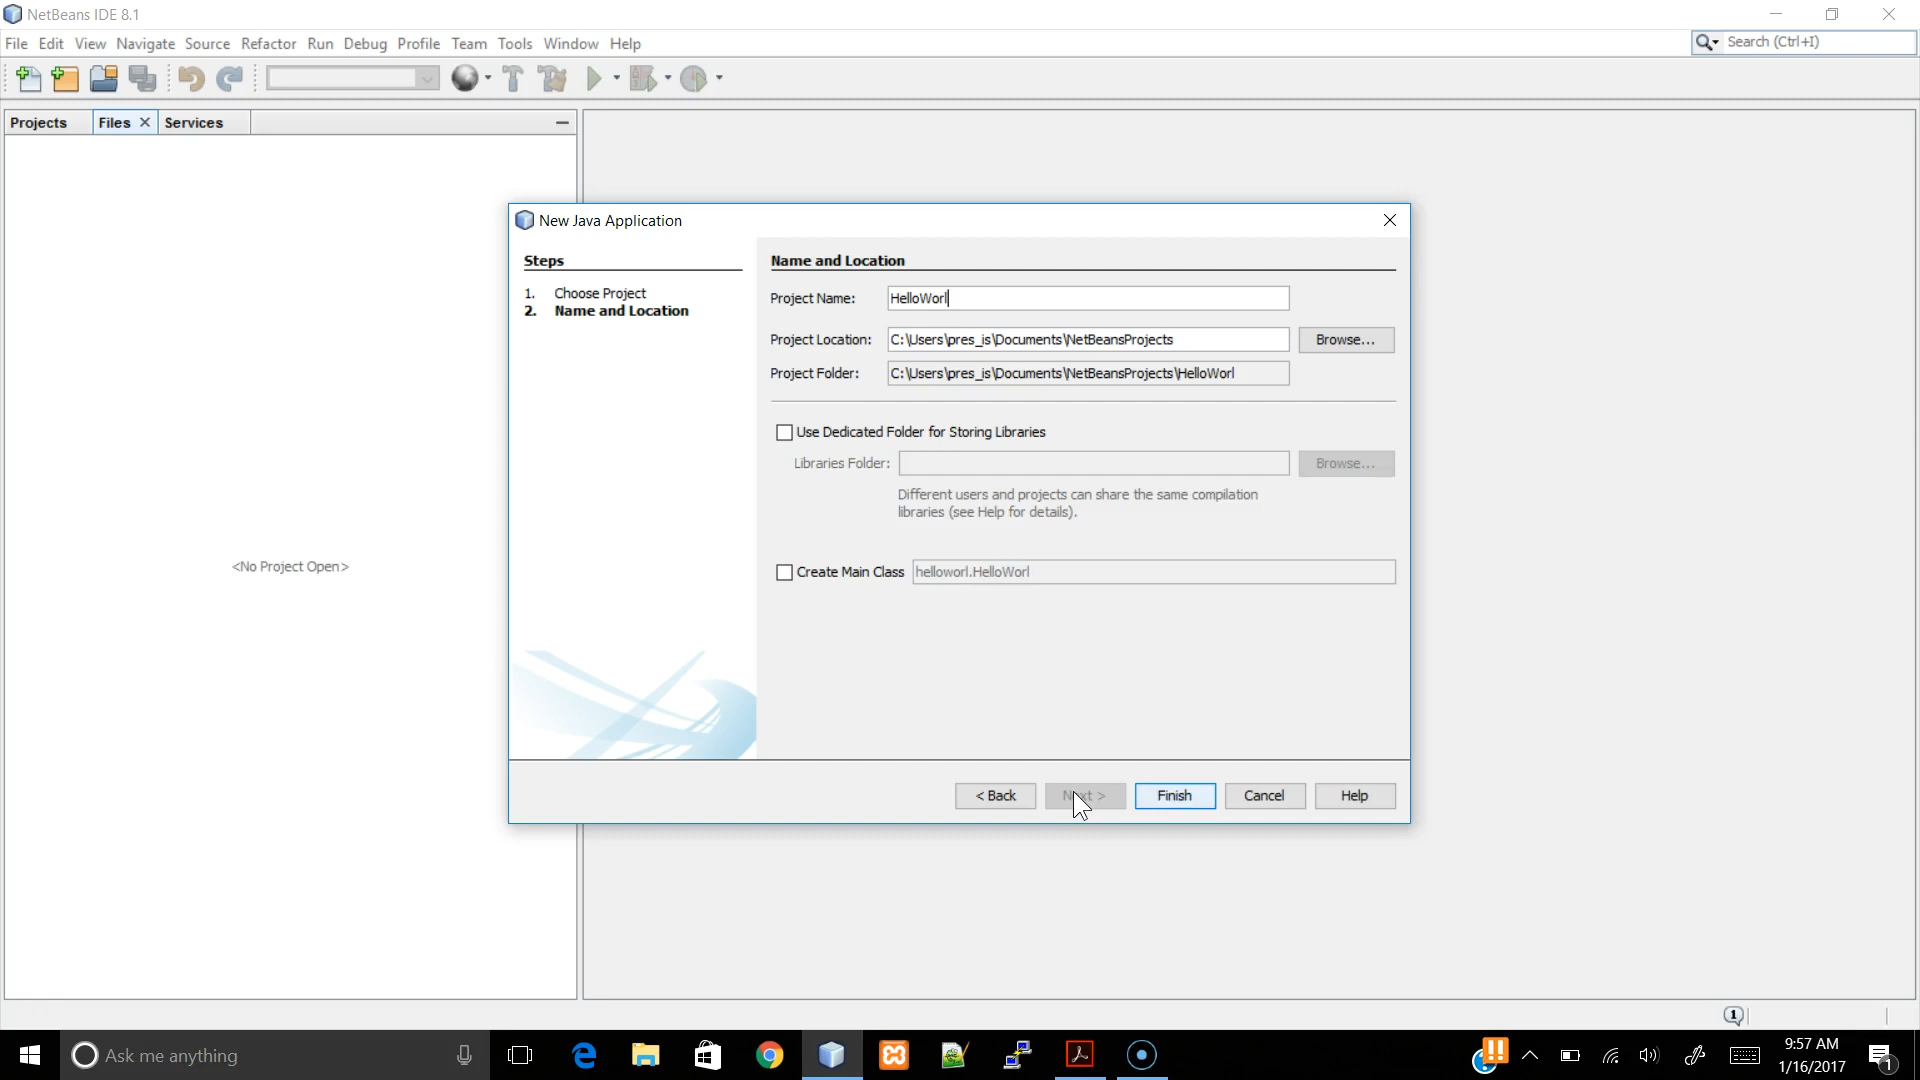 NetBeans IDE 8.1
File Edit View Navigate Source Refactor Run Debug Profile Team Tools Window Help
Search (Ctrl+I)
Projects Files Services
<No Project Open>
New Java Application
Steps
1. Choose Project
2. Name and Location
Name and Location
Project Name: HelloWorl
Project Location: C:\Users\pres_is\Documents\NetBeansProjects Browse...
Project Folder: C:\Users\pres_is\Documents\NetBeansProjects\HelloWorl
Use Dedicated Folder for Storing Libraries
Libraries Folder: Browse...
Different users and projects can share the same compilation
libraries (see Help for details).
Create Main Class helloworl.HelloWorl
< Back Next > Finish Cancel Help
1
Ask me anything
9:57 AM
1/16/2017
1